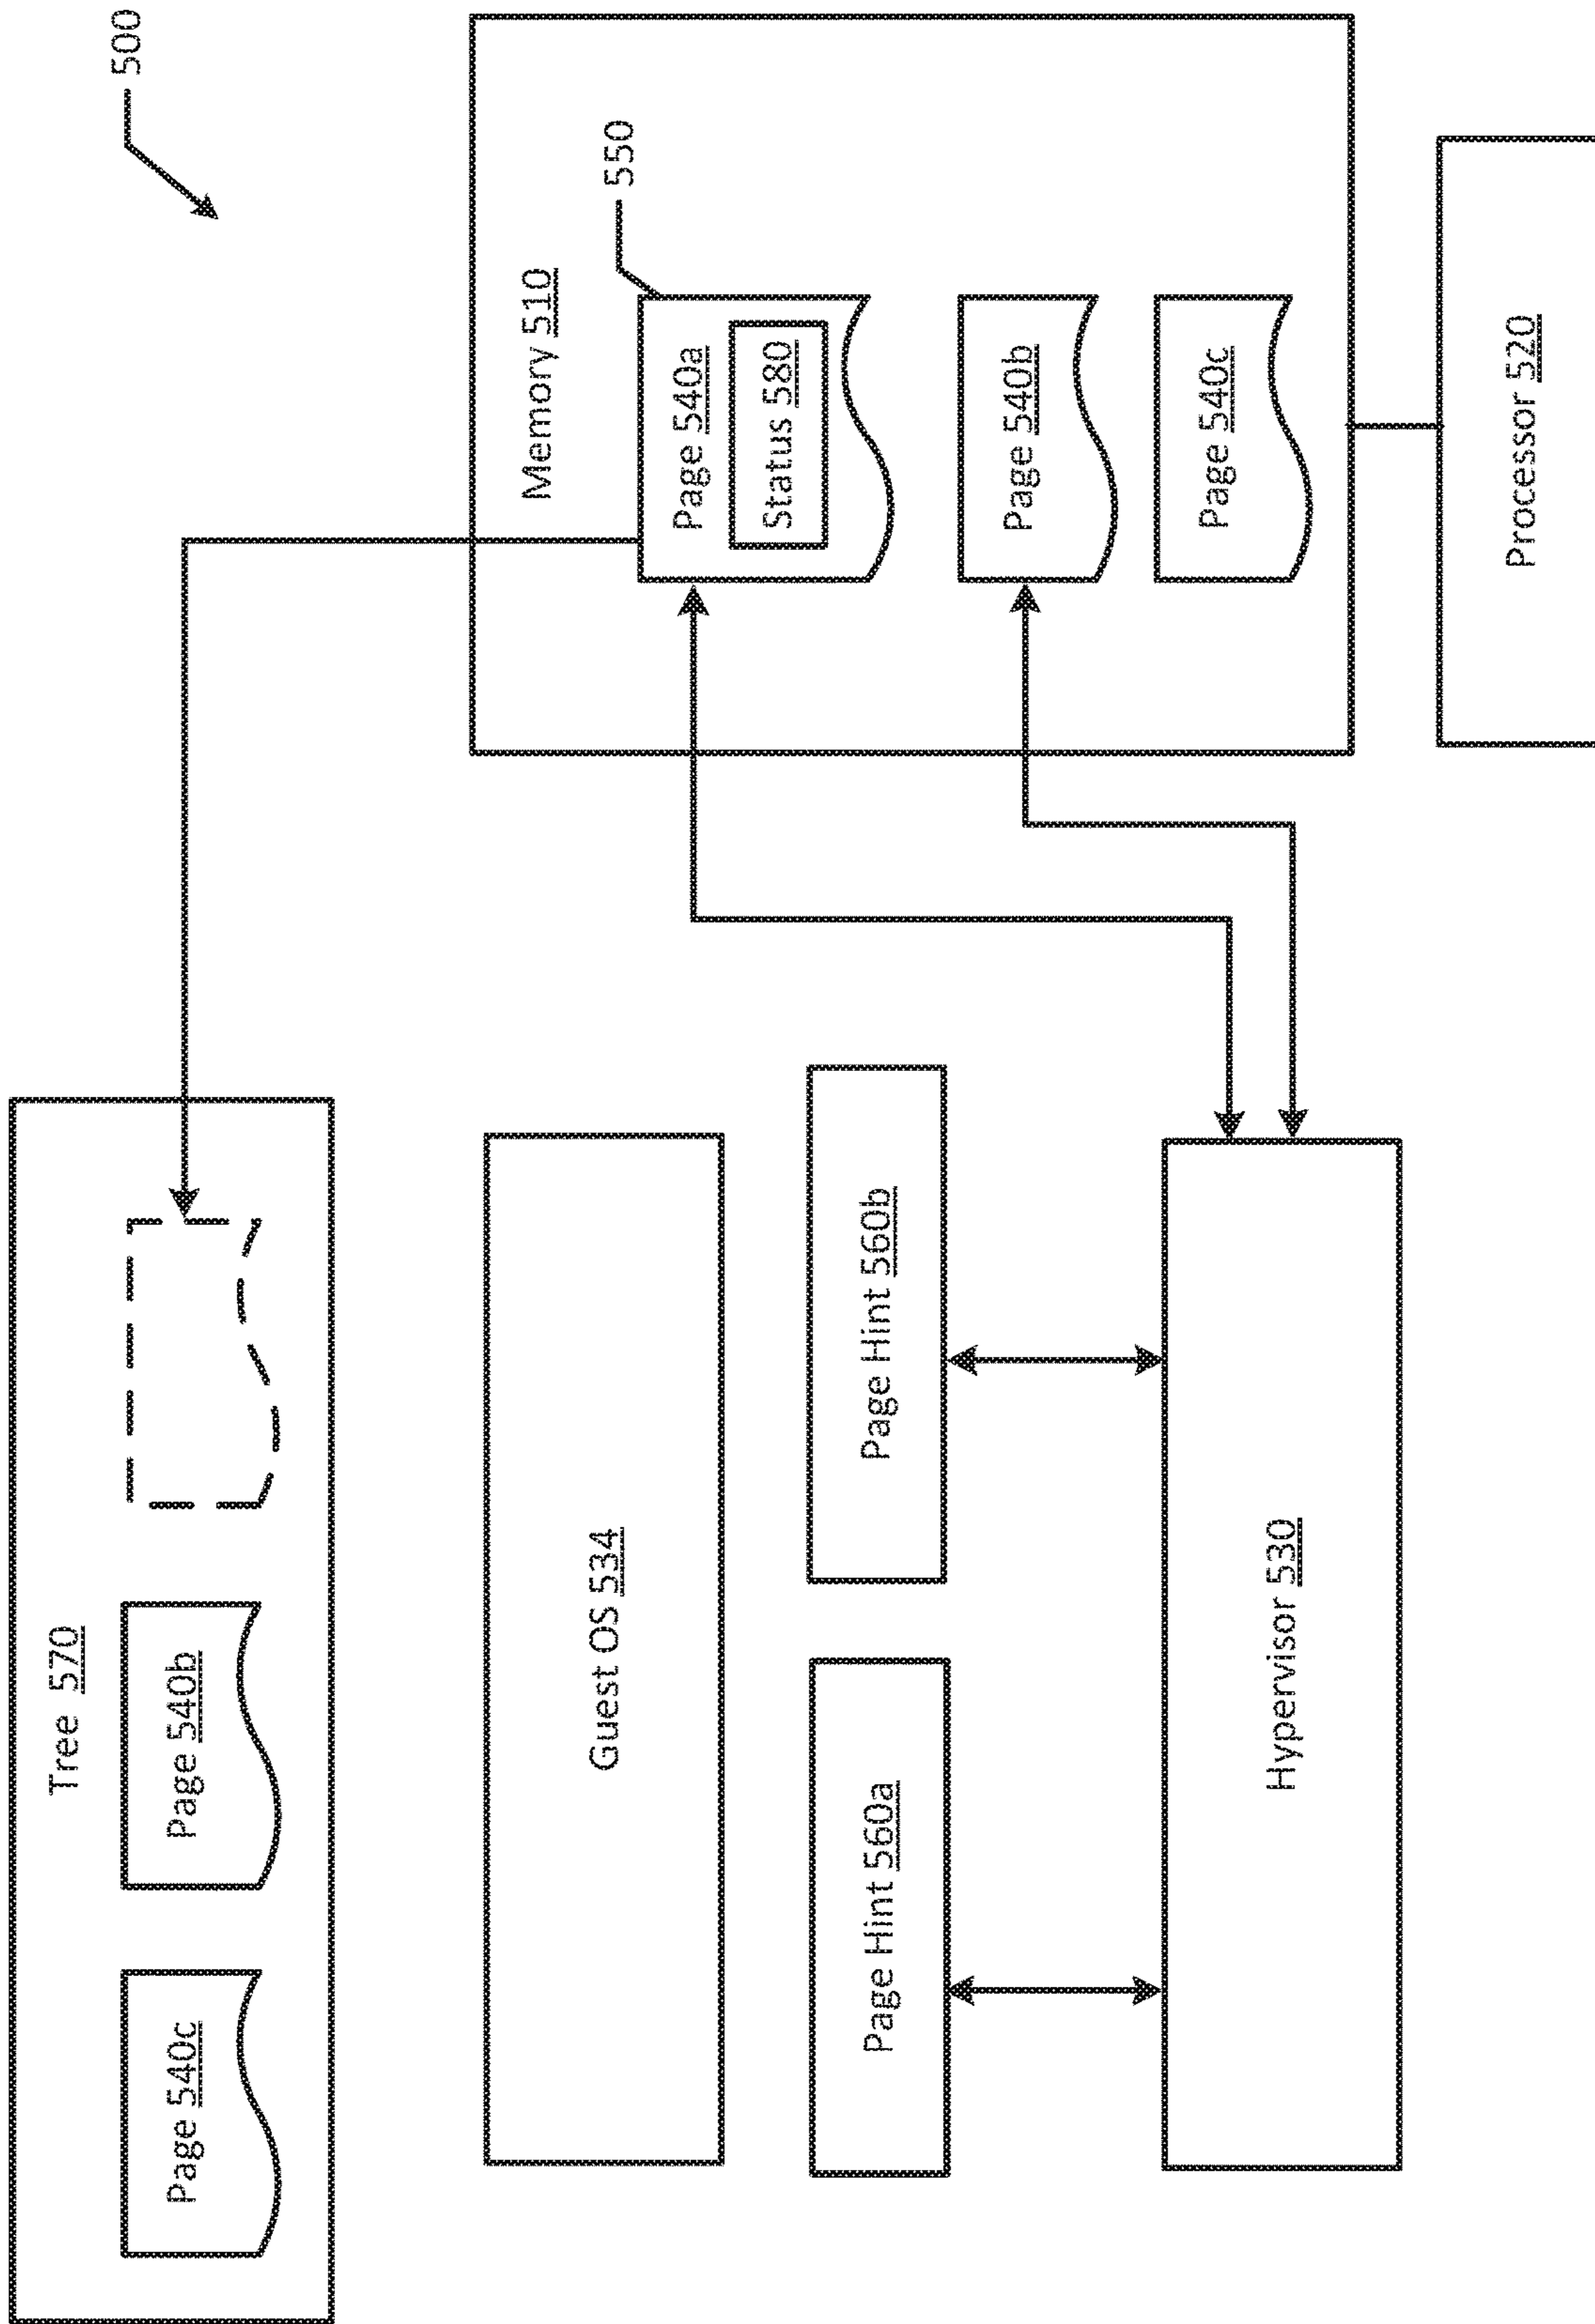 500
Tree 570
Page 540c
Page 540b
Guest OS 534
Page Hint 560a
Page Hint 560b
Hypervisor 530
Memory 510
550
Page 540a
Status 580
Page 540b
Page 540c
Processor 520